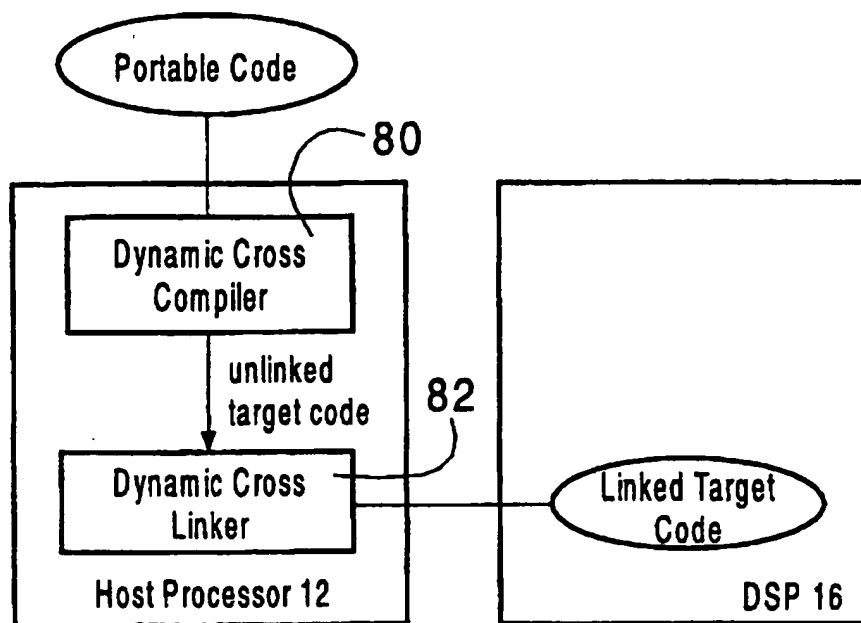 Portable Code
80
Dynamic Cross
Compiler
unlinked
target code
82
Dynamic Cross
Linker
Linked Target
Code
Host Processor 12
DSP 16